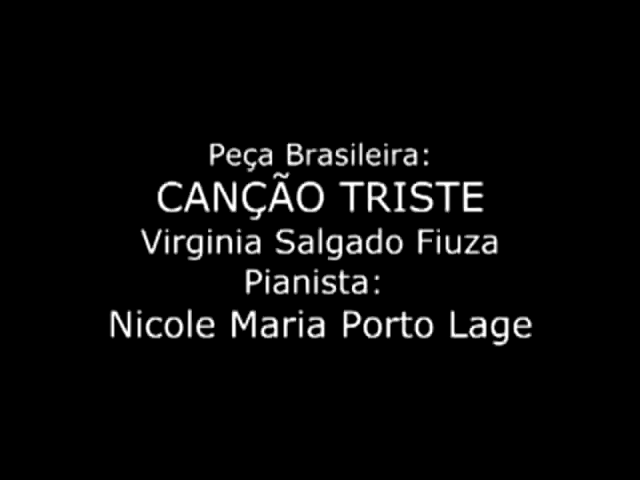 Peça Brasileira:
CANÇÃO TRISTE
Virginia Salgado Fiuza
Pianista:
Nicole Maria Porto Lage